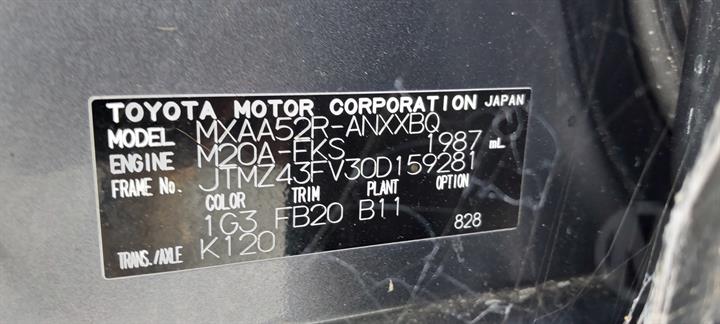 TOYOTA MOTOR CORPORATION JAPAN
MODEL MXAA52R-ANXXBQ
ENGINE M20A-FKS 1987 mL
FRAME NO. JTMZ43FV30D159281
COLOR TRIM PLANT OPTION
1G3 FB20 B11 828
TRANS./AXLE K120